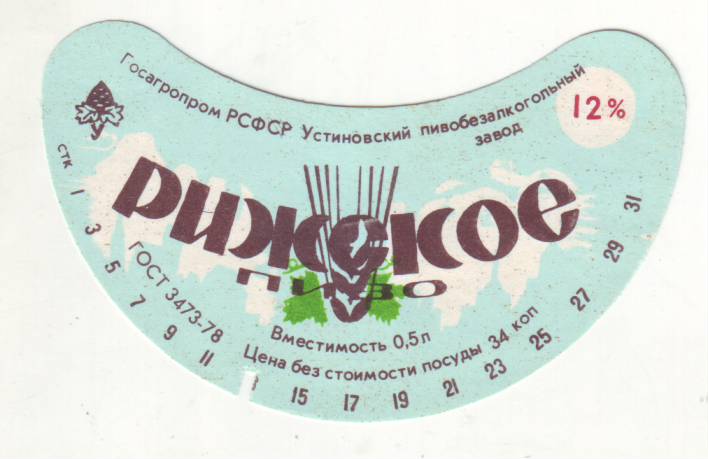 Госагропром РСФСР Устиновский пивобезалкогольный
завод
12%
стк
РИЖСКОЕ
ПИВО
ГОСТ 3473-78
Вместимость 0,5л
Цена без стоимости посуды 34 коп
1 3 5 7 9 11 15 17 19 21 23 25 27 29 31